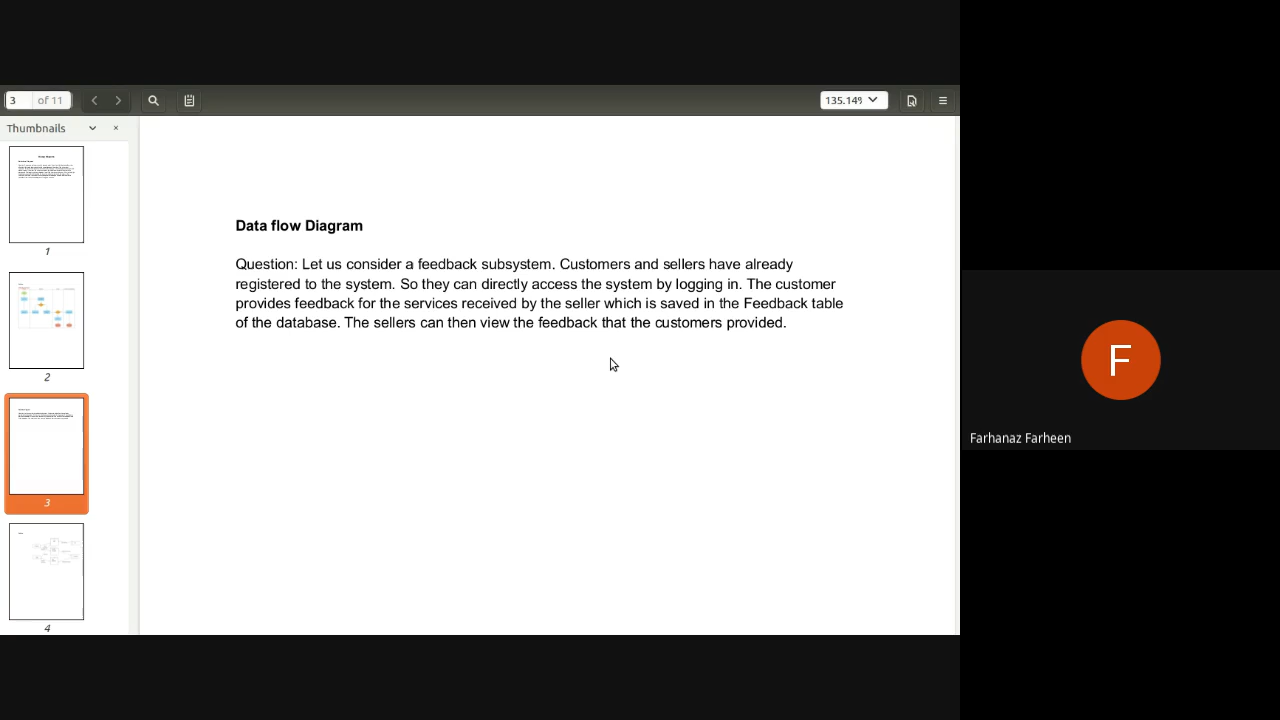 3 of 11
135.14%
Thumbnails
1
2
3
4
Data flow Diagram
Question: Let us consider a feedback subsystem. Customers and sellers have already
registered to the system. So they can directly access the system by logging in. The customer
provides feedback for the services received by the seller which is saved in the Feedback table
of the database. The sellers can then view the feedback that the customers provided.
F
Farhanaz Farheen